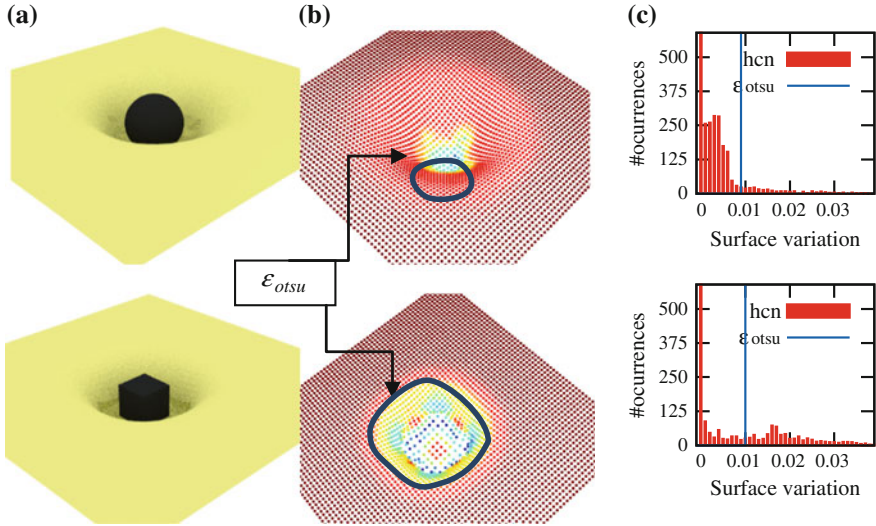 (a)
(b)
(c)
ε otsu
#ocurrences
500
375
250
125
0
hcn
ε otsu
0 0.01 0.02 0.03
Surface variation
#ocurrences
500
375
250
125
0
hcn
ε otsu
0 0.01 0.02 0.03
Surface variation